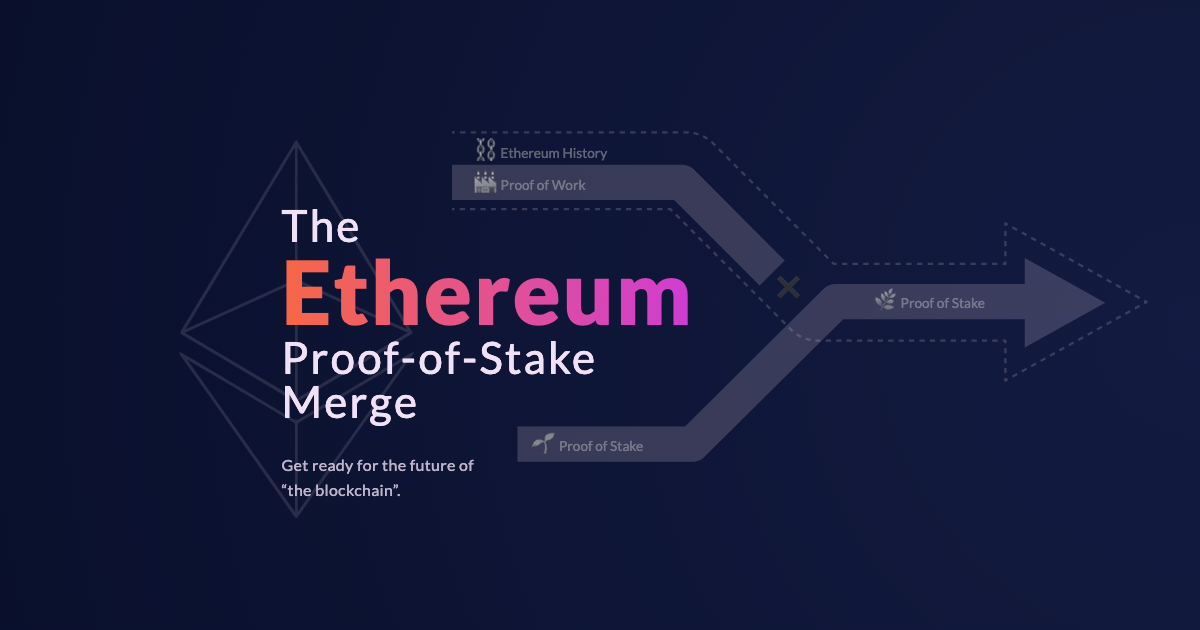 Ethereum History
Proof of Work
The
Ethereum
Proof-of-Stake
Merge
Proof of Stake
Proof of Stake
Get ready for the future of
“the blockchain”.